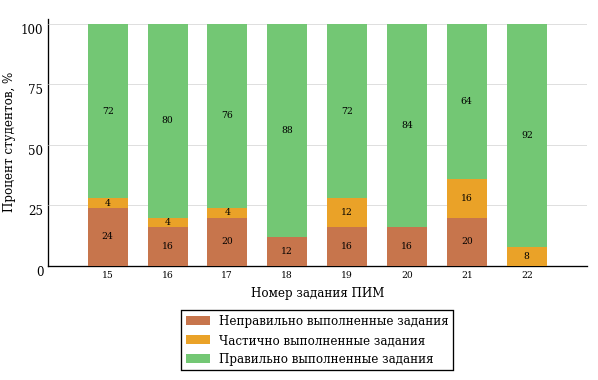 Процент студентов, %
100
75
50
25
0
72 80 76 88 72 84 64 92
4 4 4 12 16 8
24 16 20 12 16 16 20
15 16 17 18 19 20 21 22
Номер задания ПИМ
Неправильно выполненные задания
Частично выполненные задания
Правильно выполненные задания